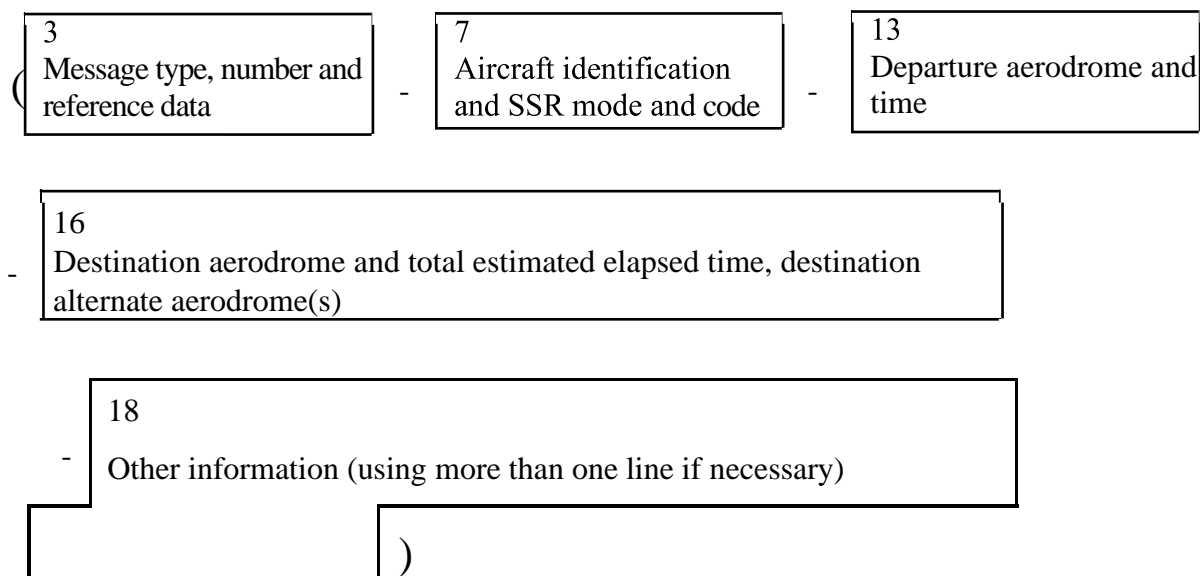 3 7 13
( Message type, number and - Aircraft identification - Departure aerodrome and
reference data and SSR mode and code time
16
- Destination aerodrome and total estimated elapsed time, destination
alternate aerodrome(s)
18
- Other information (using more than one line if necessary)
)